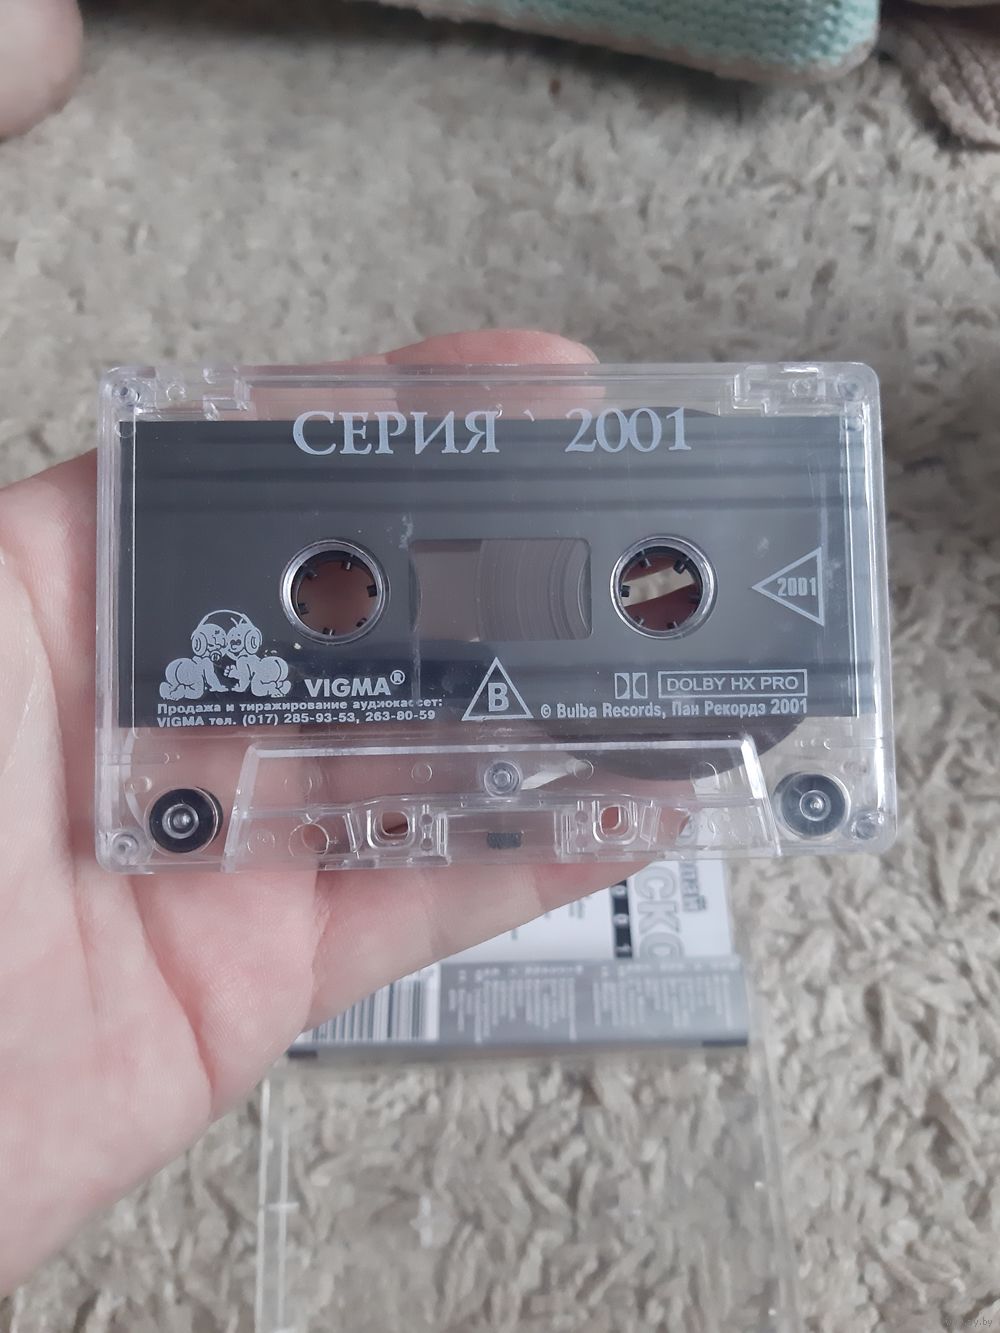 СЕРИЯ ` 2001
2001
VIGMA®
Продажа и тиражирование аудиокассет:
VIGMA тел. (017) 285-93-53, 263-80-59
B
DOLBY HX PRO
© Bulba Records, Пан Рекордз 2001